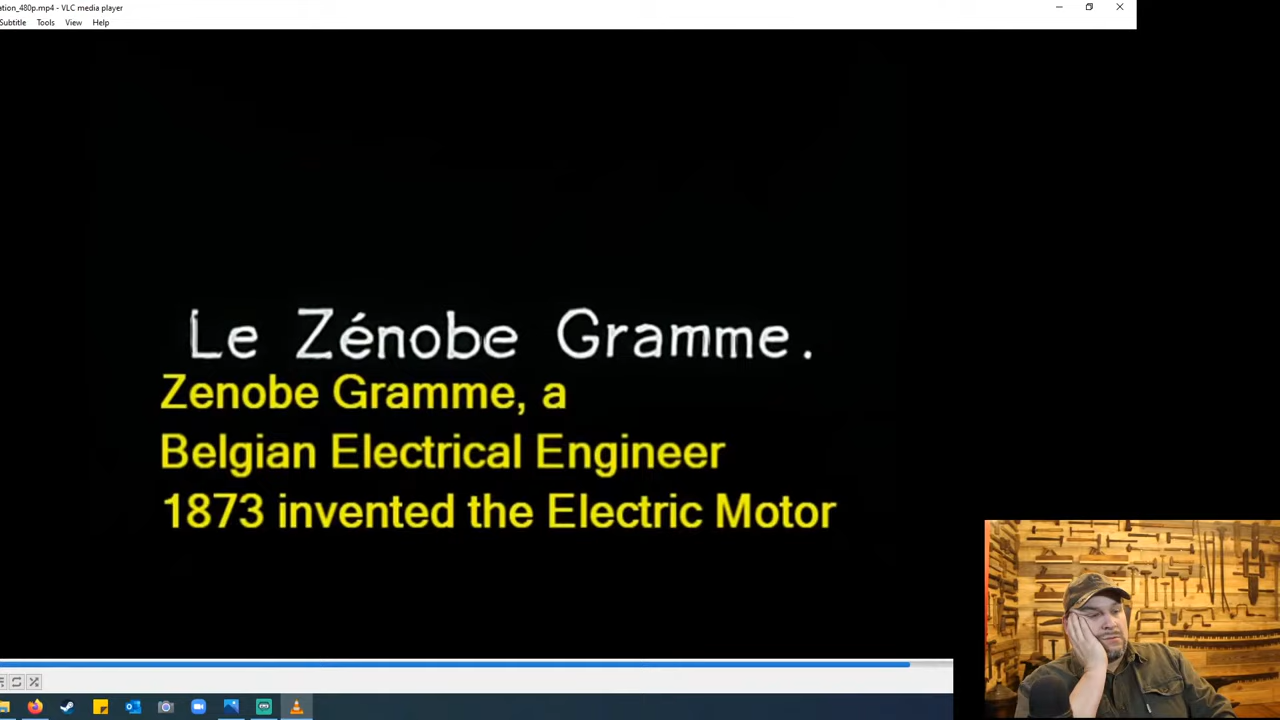 ation_480p.mp4 - VLC media player
Subtitle Tools View Help
Le Zénobe Gramme.
Zenobe Gramme, a
Belgian Electrical Engineer
1873 invented the Electric Motor